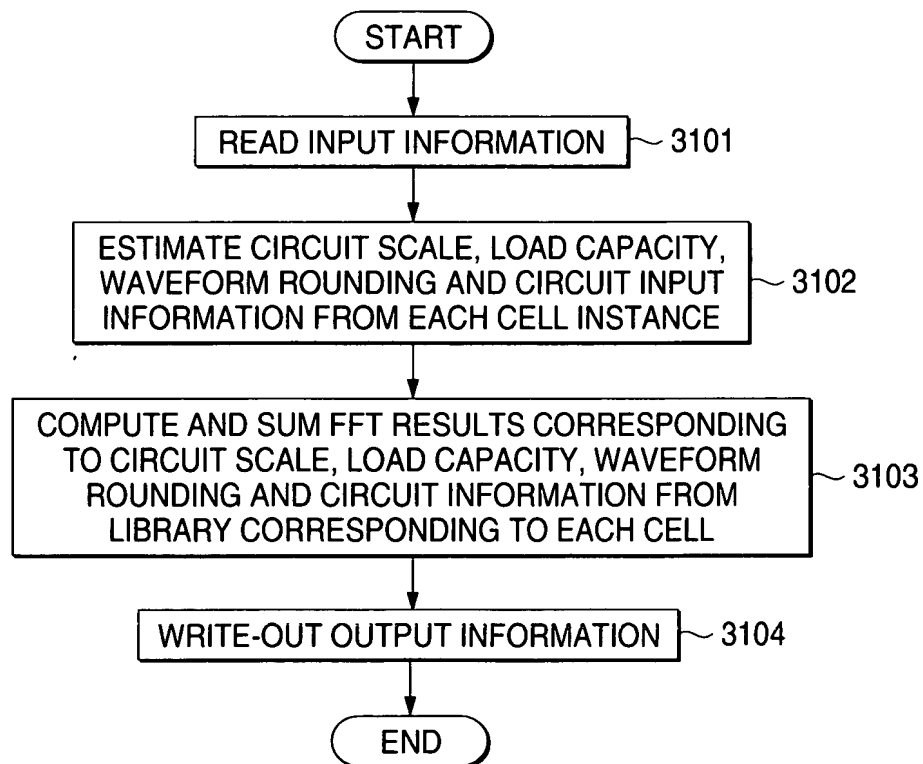 START
READ INPUT INFORMATION
3101
ESTIMATE CIRCUIT SCALE, LOAD CAPACITY,
WAVEFORM ROUNDING AND CIRCUIT INPUT
INFORMATION FROM EACH CELL INSTANCE
3102
COMPUTE AND SUM FFT RESULTS CORRESPONDING
TO CIRCUIT SCALE, LOAD CAPACITY, WAVEFORM
ROUNDING AND CIRCUIT INFORMATION FROM
LIBRARY CORRESPONDING TO EACH CELL
3103
WRITE-OUT OUTPUT INFORMATION
3104
END